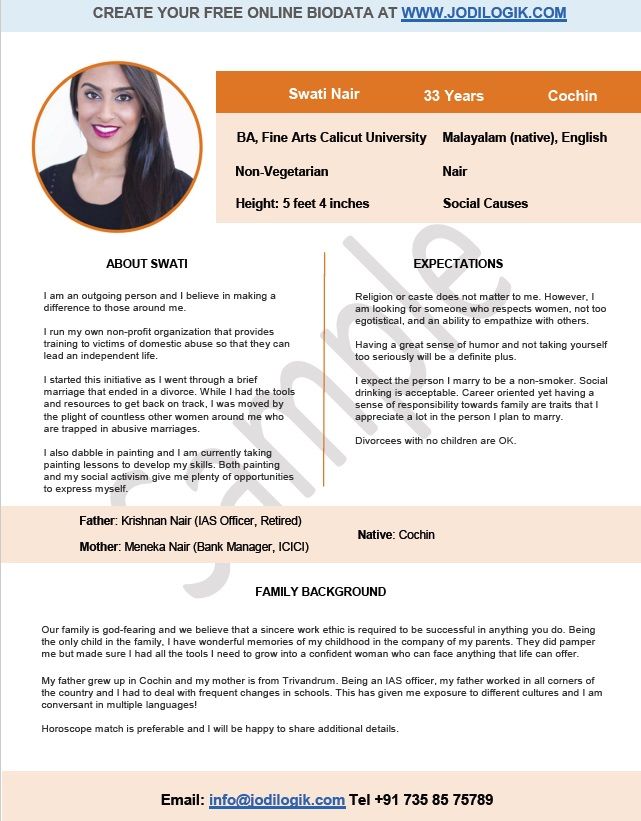 CREATE YOUR FREE ONLINE BIODATA AT WWW.JODILOGIK.COM
Swati Nair 33 Years Cochin
BA, Fine Arts Calicut University Malayalam (native), English
Non-Vegetarian Nair
Height: 5 feet 4 inches Social Causes
ABOUT SWATI
I am an outgoing person and I believe in making a
difference to those around me.
I run my own non-profit organization that provides
training to victims of domestic abuse so that they can
lead an independent life.
I started this initiative as I went through a brief
marriage that ended in a divorce. While I had the tools
and resources to get back on track, I was moved by
the plight of countless other women around me who
are trapped in abusive marriages.
I also dabble in painting and I am currently taking
painting lessons to develop my skills. Both painting
and my social activism give me plenty of opportunities
to express myself.
EXPECTATIONS
Religion or caste does not matter to me. However, I
am looking for someone who respects women, not too
egotistical, and an ability to empathize with others.
Having a great sense of humor and not taking yourself
too seriously will be a definite plus.
I expect the person I marry to be a non-smoker. Social
drinking is acceptable. Career oriented yet having a
sense of responsibility towards family are traits that I
appreciate a lot in the person I plan to marry.
Divorcees with no children are OK.
Sample
Father: Krishnan Nair (IAS Officer, Retired)
Mother: Meneka Nair (Bank Manager, ICICI)
Native: Cochin
FAMILY BACKGROUND
Our family is god-fearing and we believe that a sincere work ethic is required to be successful in anything you do. Being
the only child in the family, I have wonderful memories of my childhood in the company of my parents. They did pamper
me but made sure I had all the tools I need to grow into a confident woman who can face anything that life can offer.
My father grew up in Cochin and my mother is from Trivandrum. Being an IAS officer, my father worked in all corners of
the country and I had to deal with frequent changes in schools. This has given me exposure to different cultures and I am
conversant in multiple languages!
Horoscope match is preferable and I will be happy to share additional details.
Email: info@jodilogik.com Tel +91 735 85 75789